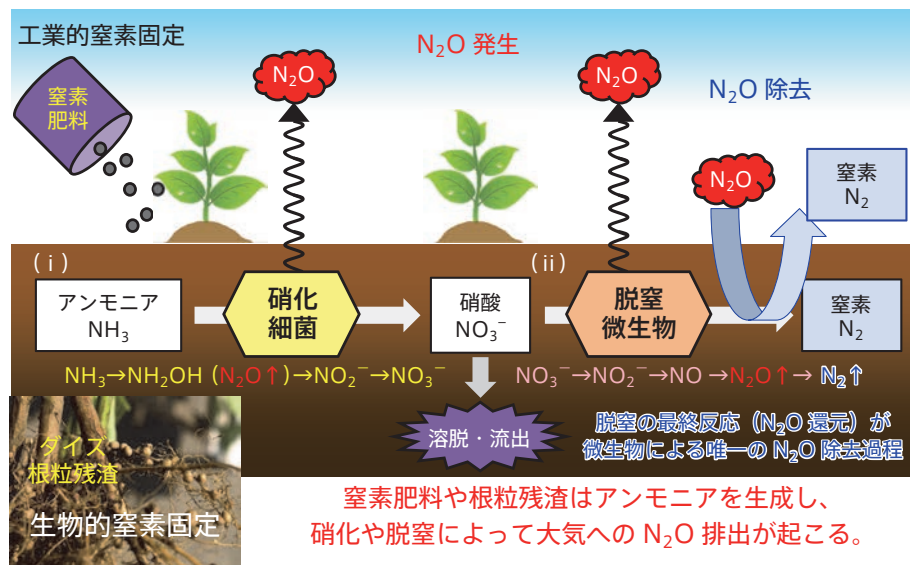 工業的窒素固定
N₂O 発生
N₂O
N₂O
N₂O 除去
窒素
肥料
N₂O
窒素
N₂
(ⅰ)
(ⅱ)
アンモニア
NH₃
硝化
細菌
硝酸
NO₃⁻
脱窒
微生物
窒素
N₂
NH₃→NH₂OH (N₂O↑)→NO₂⁻→NO₃⁻
NO₃⁻→NO₂⁻→NO→N₂O↑→N₂↑
溶脱・流出
脱窒の最終反応（N₂O 還元）が
微生物による唯一の N₂O 除去過程
ダイズ
根粒残渣
生物的窒素固定
窒素肥料や根粒残渣はアンモニアを生成し、
硝化や脱窒によって大気への N₂O 排出が起こる。